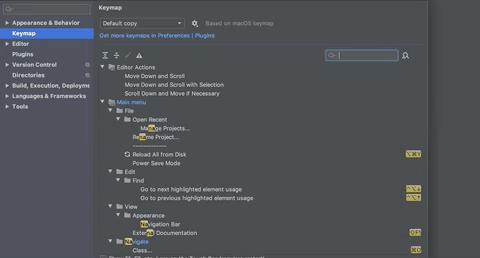 Keymap
Default copy
Based on macOS keymap
Get more keymaps in Preferences | Plugins
Appearance & Behavior
Keymap
Editor
Plugins
Version Control
Directories
Build, Execution, Deployme
Languages & Frameworks
Tools
Editor Actions
Move Down and Scroll
Move Down and Scroll with Selection
Scroll Down and Move if Necessary
Main menu
File
Open Recent
Manage Projects...
Rename Project...
--------------
Reload All from Disk
Power Save Mode
Edit
Find
Go to next highlighted element usage
Go to previous highlighted element usage
View
Appearance
Navigation Bar
External Documentation
Navigate
Class...
⌘O